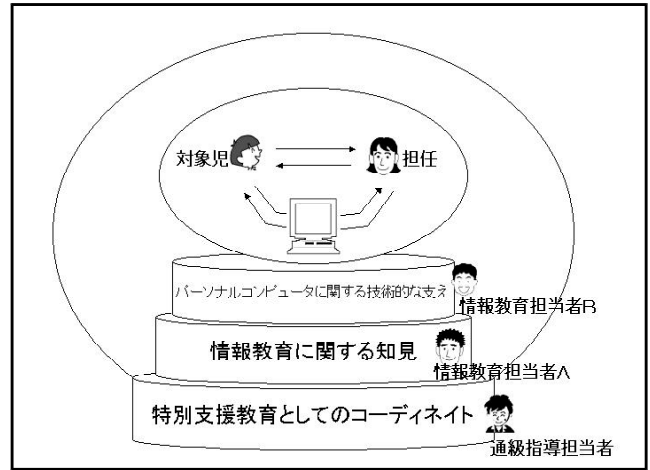 対象児
担任
パーソナルコンピュータに関する技術的な支え
情報教育担当者B
情報教育に関する知見
情報教育担当者A
特別支援教育としてのコーディネイト
通級指導担当者